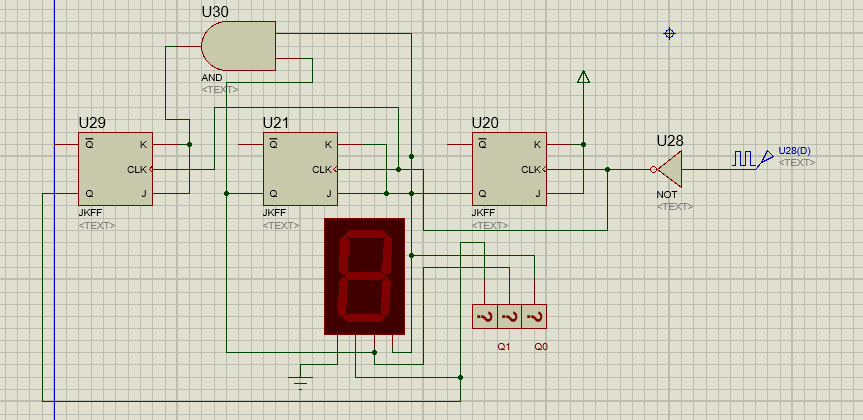 U30
AND
<TEXT>
U29
Q K
CLK
Q J
JKFF
<TEXT>
U21
Q K
CLK
Q J
JKFF
<TEXT>
U20
Q K
CLK
Q J
JKFF
<TEXT>
U28
NOT
<TEXT>
U28(D)
<TEXT>
? ? ?
Q1 Q0